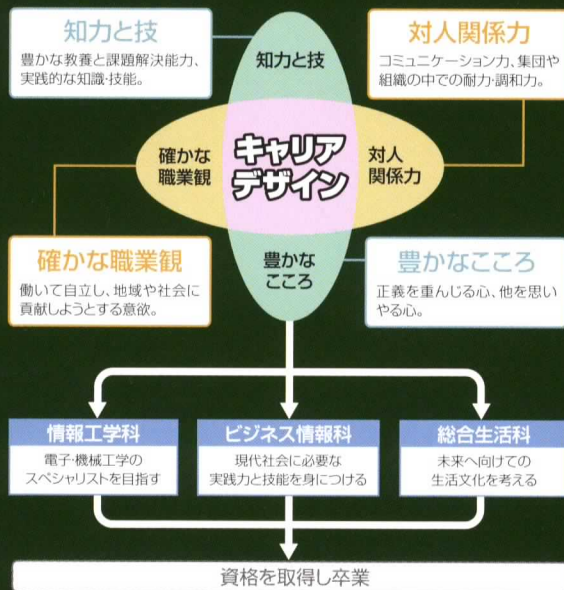 知力と技
豊かな教養と課題解決能力、
実践的な知識・技能。
対人関係力
コミュニケーション力、集団や
組織の中での耐力・調和力。
知力と技
確かな
職業観
キャリア
デザイン
対人
関係力
豊かな
こころ
確かな職業観
働いて自立し、地域や社会に
貢献しようとする意欲。
豊かなこころ
正義を重んじる心、他を思い
やる心。
情報工学科
電子・機械工学の
スペシャリストを目指す
ビジネス情報科
現代社会に必要な
実践力と技能を身につける
総合生活科
未来へ向けての
生活文化を考える
資格を取得し卒業